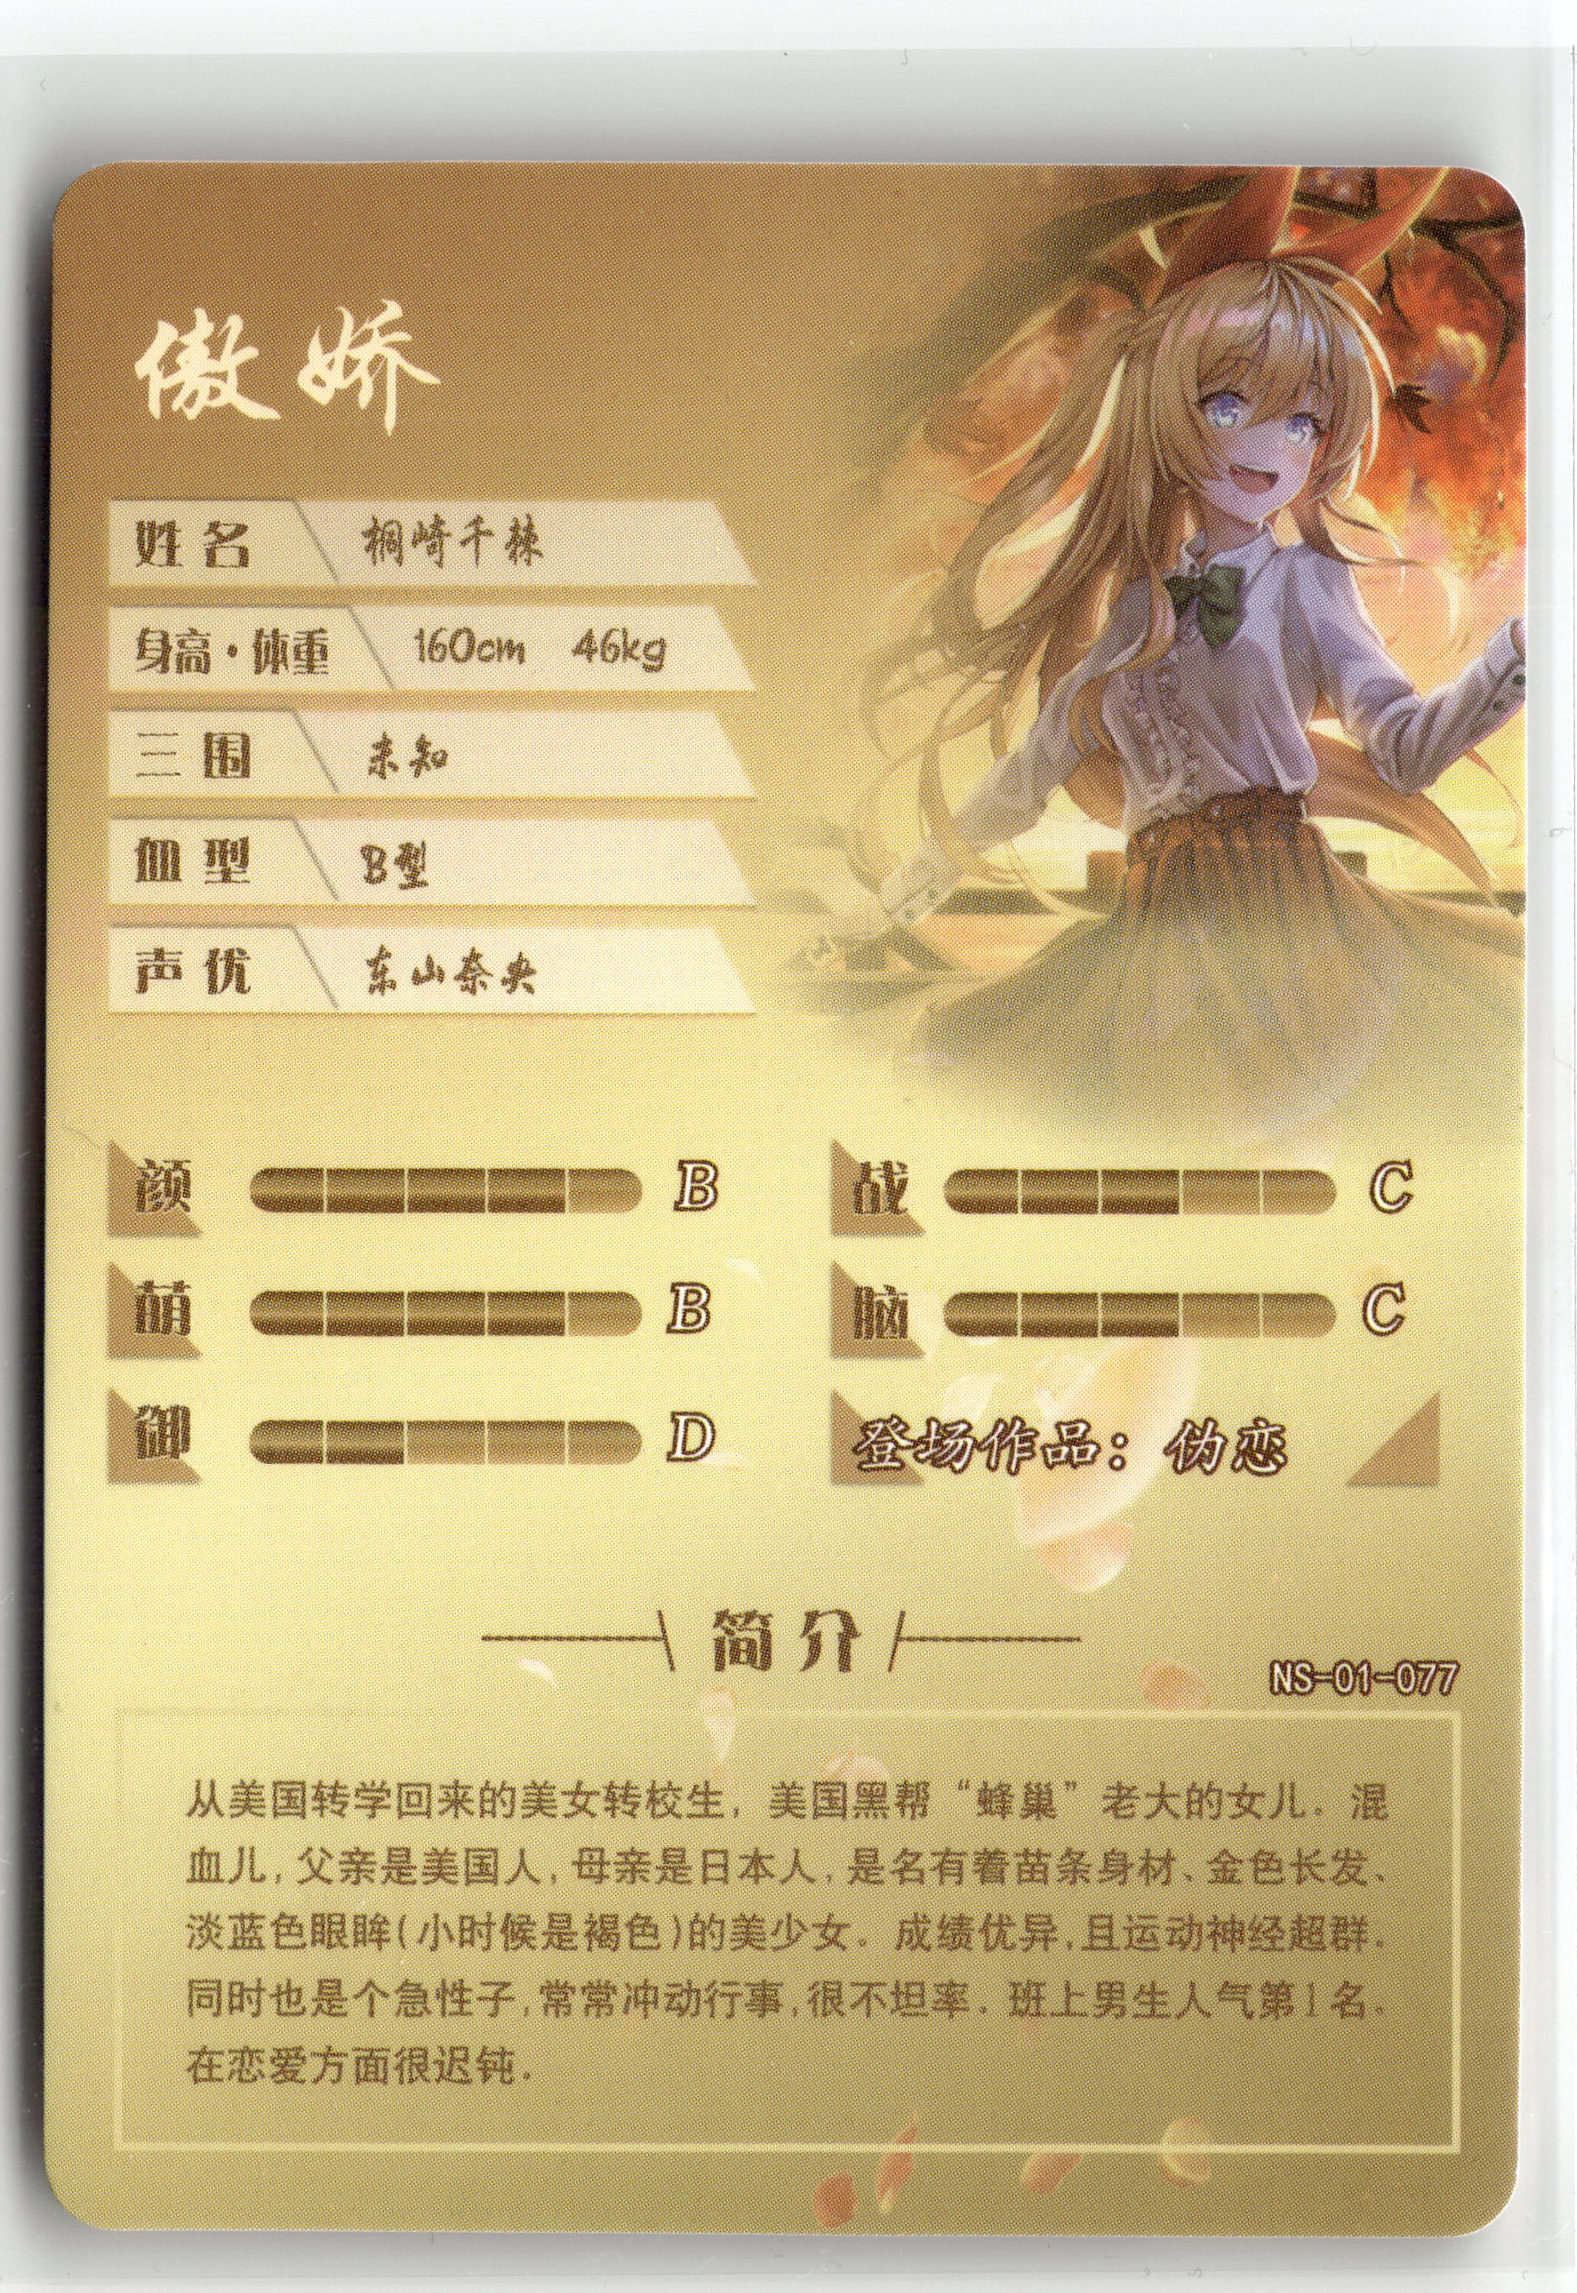 傲娇
姓名 桐崎千棘
身高·体重 160cm 46kg
三围 未知
血型 B型
声优 东山奈央
颜 B 战 C
萌 B 脑 C
御 D 登场作品：伪恋
简介
NS-01-077
从美国转学回来的美女转校生，美国黑帮“蜂巢”老大的女儿。混
血儿，父亲是美国人，母亲是日本人，是名有着苗条身材、金色长发、
淡蓝色眼眸(小时候是褐色)的美少女。成绩优异，且运动神经超群。
同时也是个急性子，常常冲动行事，很不坦率。班上男生人气第1名。
在恋爱方面很迟钝。